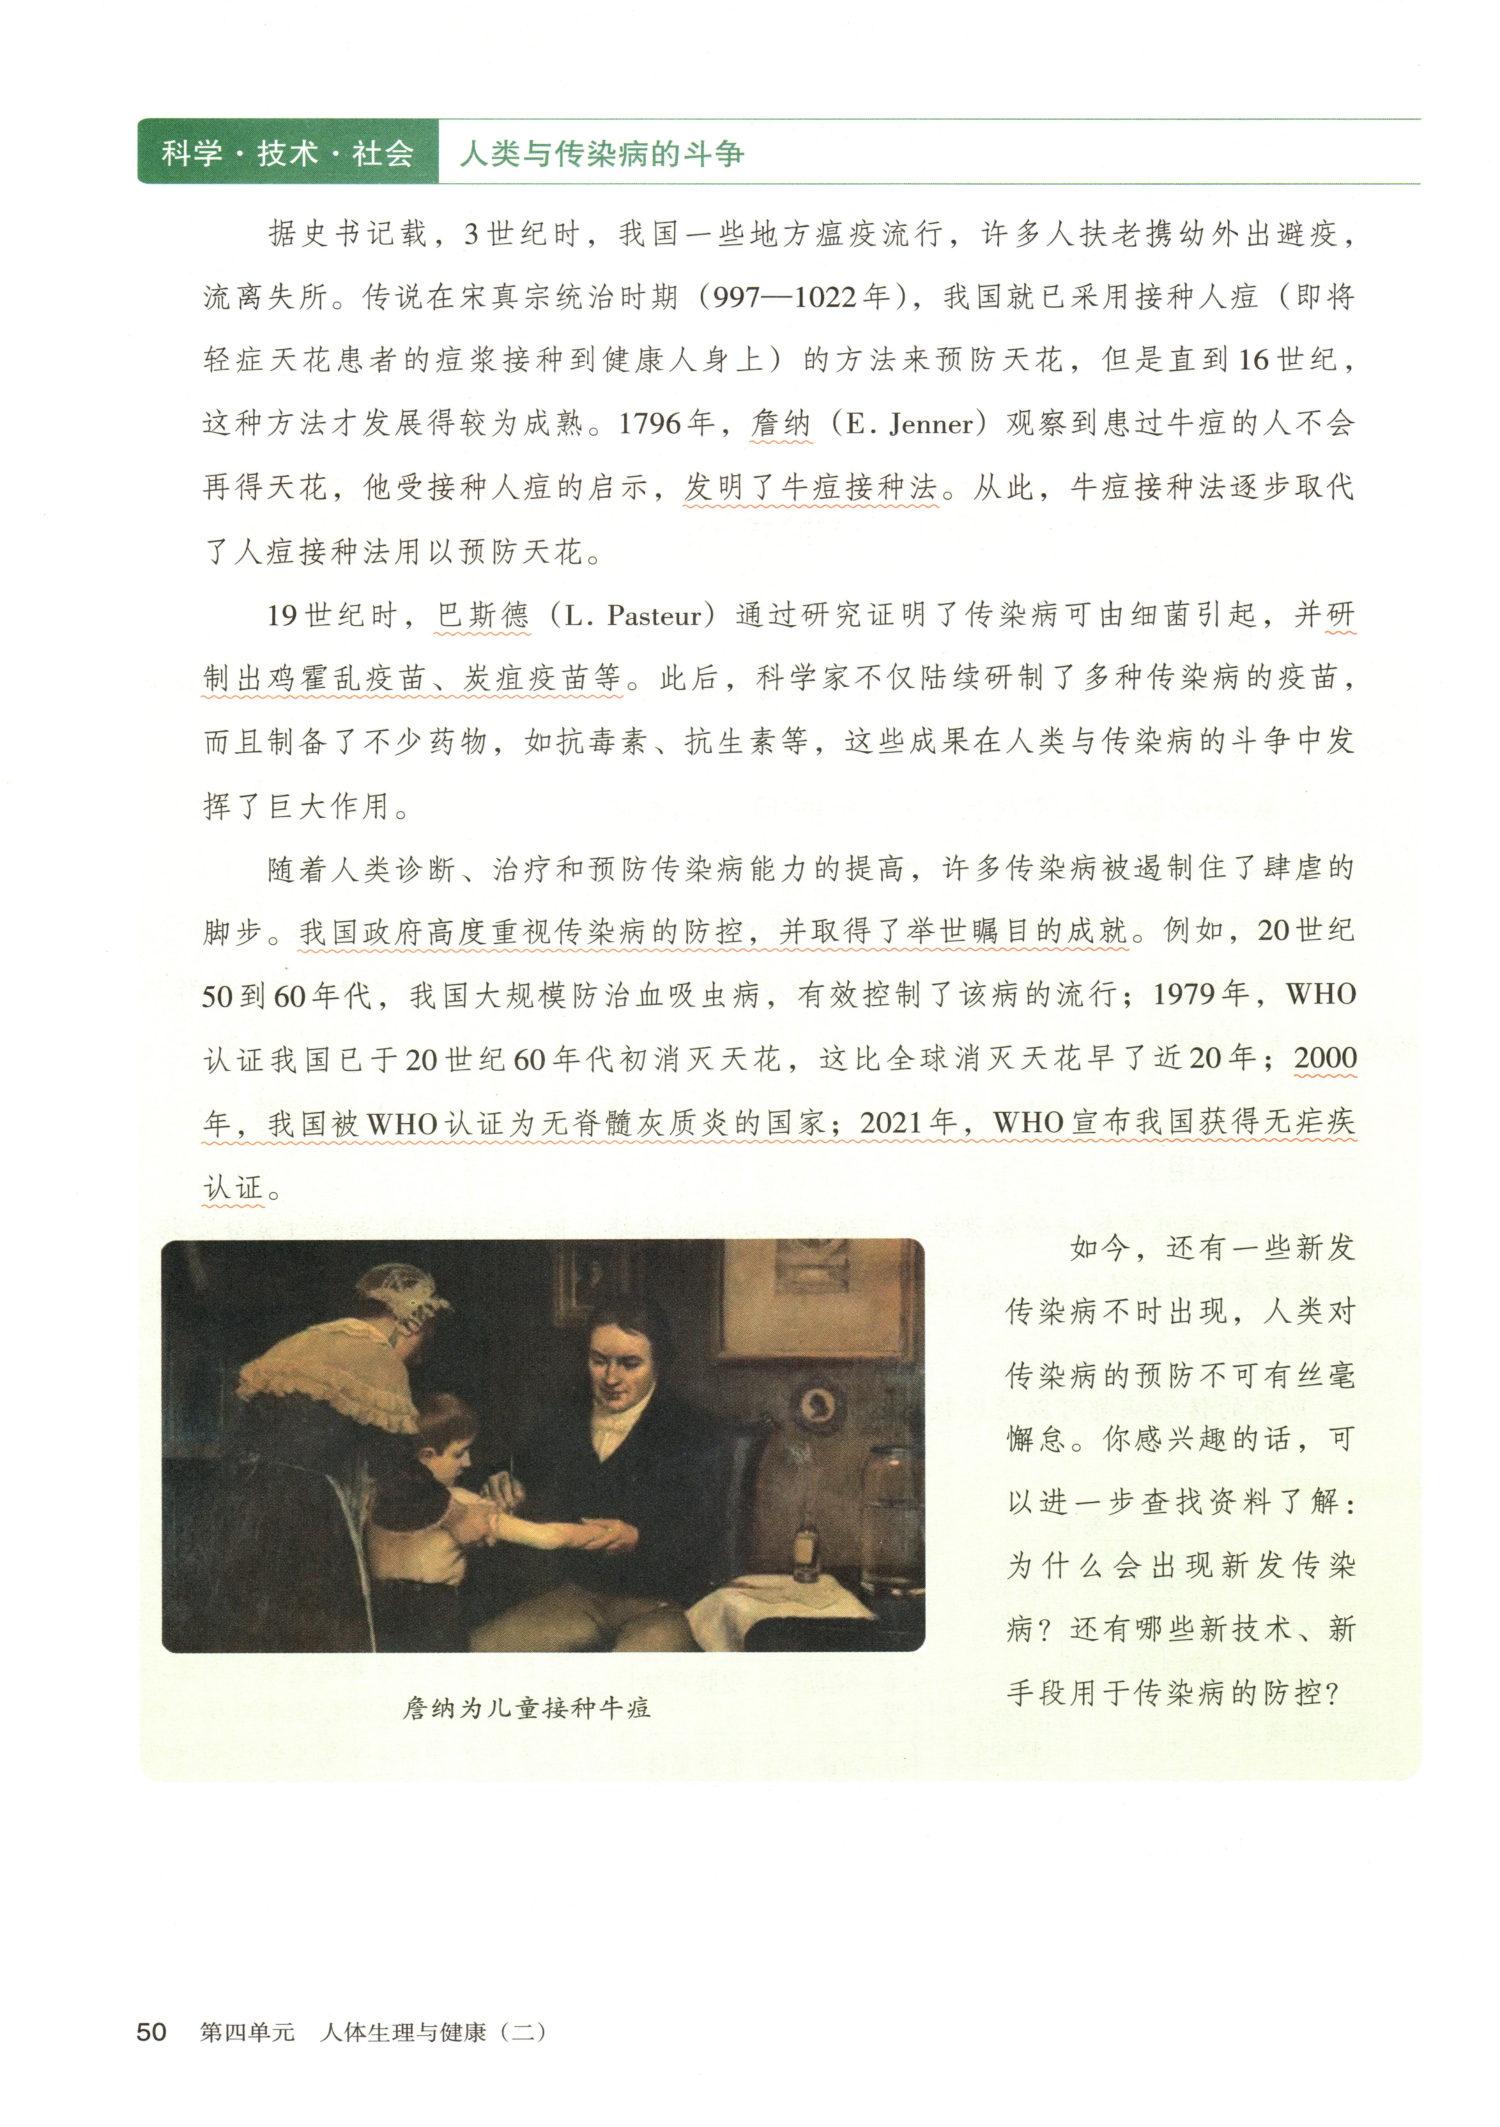 科学·技术·社会 人类与传染病的斗争
据史书记载，3世纪时，我国一些地方瘟疫流行，许多人扶老携幼外出避疫，
流离失所。传说在宋真宗统治时期（997—1022年），我国就已采用接种人痘（即将
轻症天花患者的痘浆接种到健康人身上）的方法来预防天花，但是直到16世纪，
这种方法才发展得较为成熟。1796年，詹纳（E. Jenner）观察到患过牛痘的人不会
再得天花，他受接种人痘的启示，发明了牛痘接种法。从此，牛痘接种法逐步取代
了人痘接种法用以预防天花。
19世纪时，巴斯德（L. Pasteur）通过研究证明了传染病可由细菌引起，并研
制出鸡霍乱疫苗、炭疽疫苗等。此后，科学家不仅陆续研制了多种传染病的疫苗，
而且制备了不少药物，如抗毒素、抗生素等，这些成果在人类与传染病的斗争中发
挥了巨大作用。
随着人类诊断、治疗和预防传染病能力的提高，许多传染病被遏制住了肆虐的
脚步。我国政府高度重视传染病的防控，并取得了举世瞩目的成就。例如，20世纪
50到60年代，我国大规模防治血吸虫病，有效控制了该病的流行；1979年，WHO
认证我国已于20世纪60年代初消灭天花，这比全球消灭天花早了近20年；2000
年，我国被WHO认证为无脊髓灰质炎的国家；2021年，WHO宣布我国获得无疟疾
认证。
如今，还有一些新发
传染病不时出现，人类对
传染病的预防不可有丝毫
懈怠。你感兴趣的话，可
以进一步查找资料了解：
为什么会出现新发传染
病？还有哪些新技术、新
手段用于传染病的防控？
詹纳为儿童接种牛痘
50 第四单元 人体生理与健康（二）